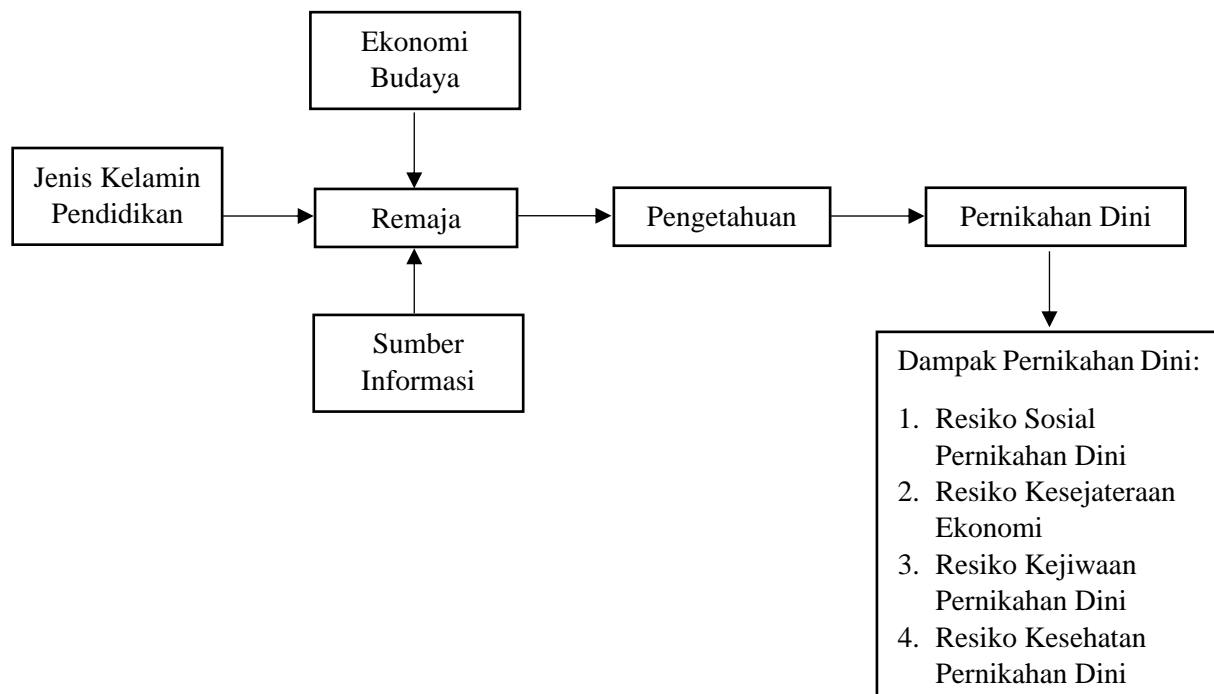 Ekonomi
Budaya
Jenis Kelamin
Pendidikan
Remaja
Pengetahuan
Pernikahan Dini
Sumber
Informasi
Dampak Pernikahan Dini:
1. Resiko Sosial
Pernikahan Dini
2. Resiko Kesejateraan
Ekonomi
3. Resiko Kejiwaan
Pernikahan Dini
4. Resiko Kesehatan
Pernikahan Dini